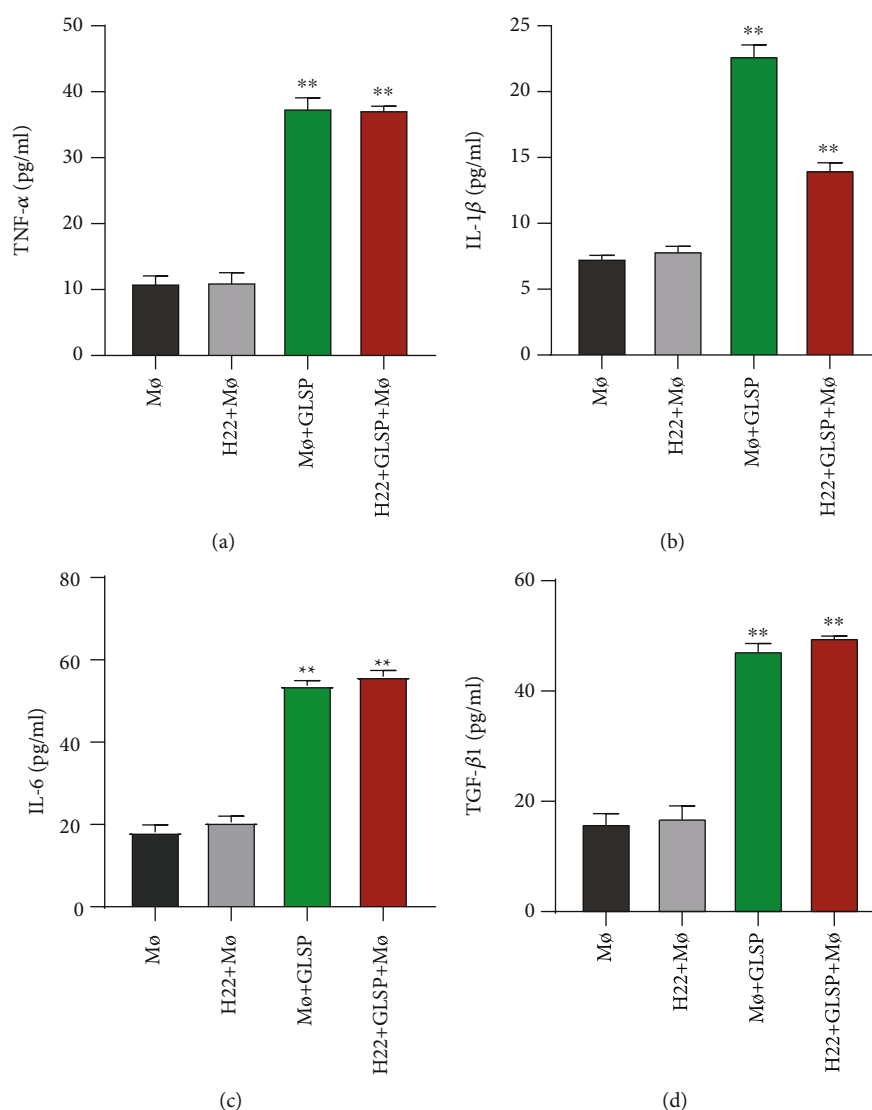 TNF-α (pg/ml)
50
40
30
20
10
0
**
**
Mø
H22+Mø
Mø+GLSP
H22+GLSP+Mø
(a)
IL-1β (pg/ml)
25
20
15
10
5
0
**
**
Mø
H22+Mø
Mø+GLSP
H22+GLSP+Mø
(b)
IL-6 (pg/ml)
80
60
40
20
0
**
**
Mø
H22+Mø
Mø+GLSP
H22+GLSP+Mø
(c)
TGF-β1 (pg/ml)
60
40
20
0
**
**
Mø
H22+Mø
Mø+GLSP
H22+GLSP+Mø
(d)